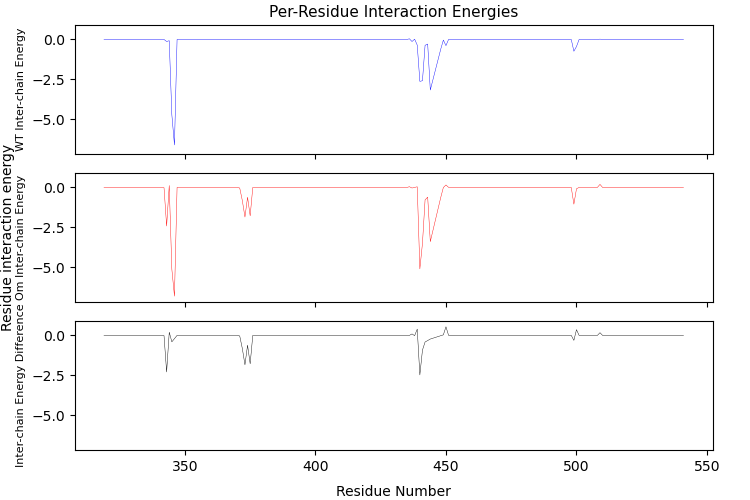 Per-Residue Interaction Energies
Residue interaction energy
WT Inter-chain Energy
0.0
−2.5
−5.0
Om Inter-chain Energy
0.0
−2.5
−5.0
Inter-chain Energy Difference
0.0
−2.5
−5.0
350
400
450
500
550
Residue Number